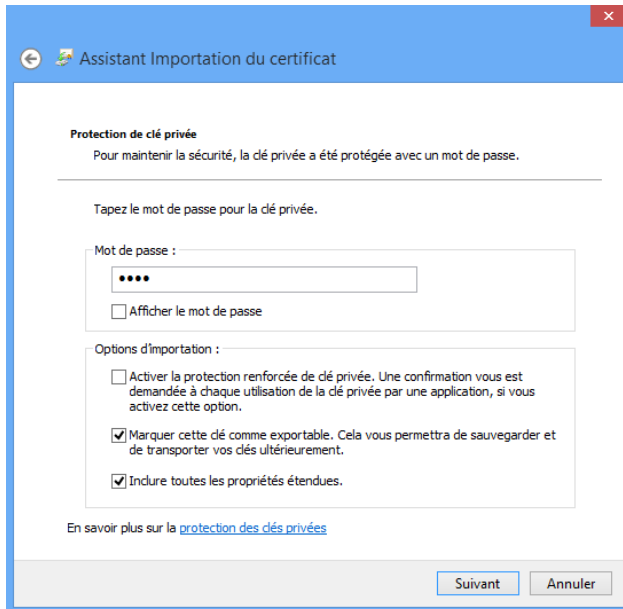 Assistant Importation du certificat
Protection de clé privée
Pour maintenir la sécurité, la clé privée a été protégée avec un mot de passe.
Tapez le mot de passe pour la clé privée.
Mot de passe :
••••
Afficher le mot de passe
Options d'importation :
Activer la protection renforcée de clé privée. Une confirmation vous est
demandée à chaque utilisation de la clé privée par une application, si vous
activez cette option.
Marquer cette clé comme exportable. Cela vous permettra de sauvegarder et
de transporter vos clés ultérieurement.
Inclure toutes les propriétés étendues.
En savoir plus sur la protection des clés privées
Suivant Annuler